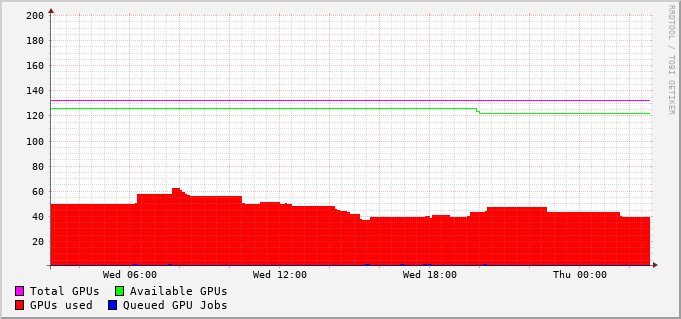 200
180
160
140
120
100
80
60
40
20
Wed 06:00 Wed 12:00 Wed 18:00 Thu 00:00
Total GPUs Available GPUs
GPUs used Queued GPU Jobs
RRDTOOL / TOBI OETIKER